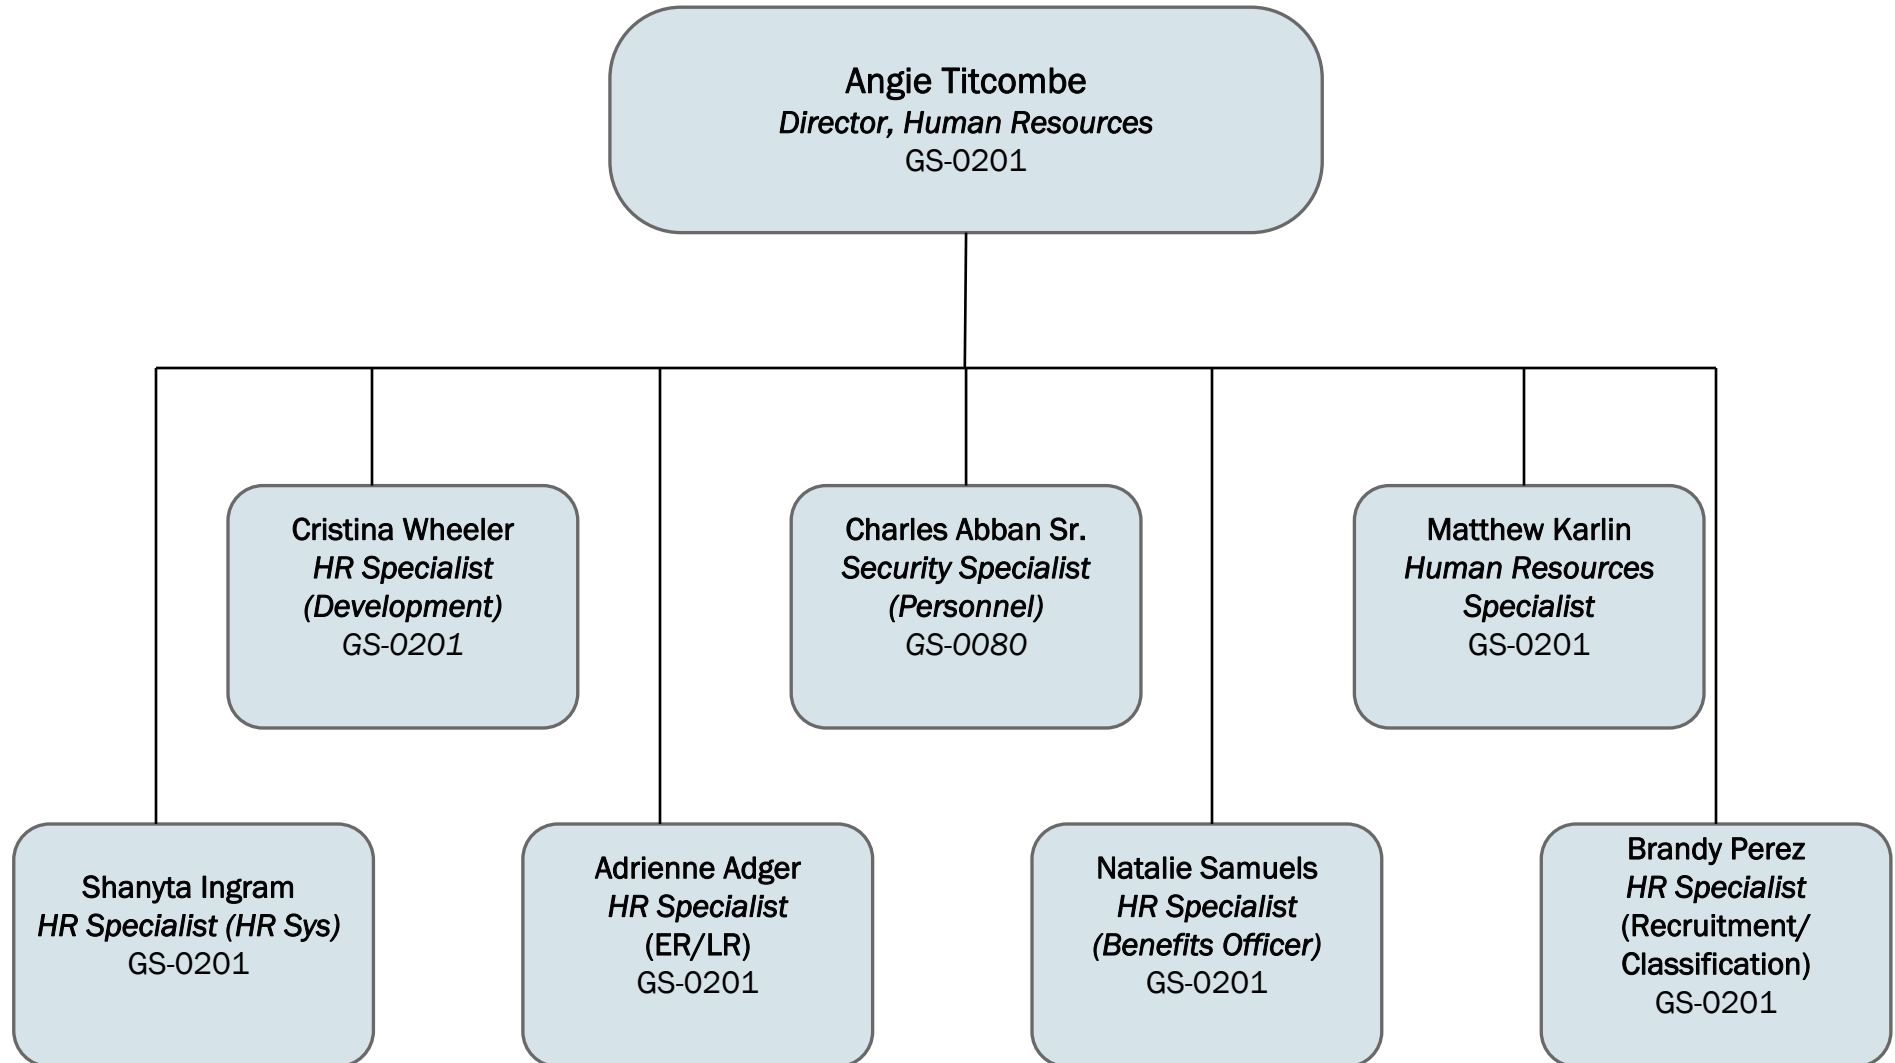 Angie Titcombe
Director, Human Resources
GS-0201
Cristina Wheeler
HR Specialist
(Development)
GS-0201
Charles Abban Sr.
Security Specialist
(Personnel)
GS-0080
Matthew Karlin
Human Resources
Specialist
GS-0201
Shanyta Ingram
HR Specialist (HR Sys)
GS-0201
Adrienne Adger
HR Specialist
(ER/LR)
GS-0201
Natalie Samuels
HR Specialist
(Benefits Officer)
GS-0201
Brandy Perez
HR Specialist
(Recruitment/
Classification)
GS-0201